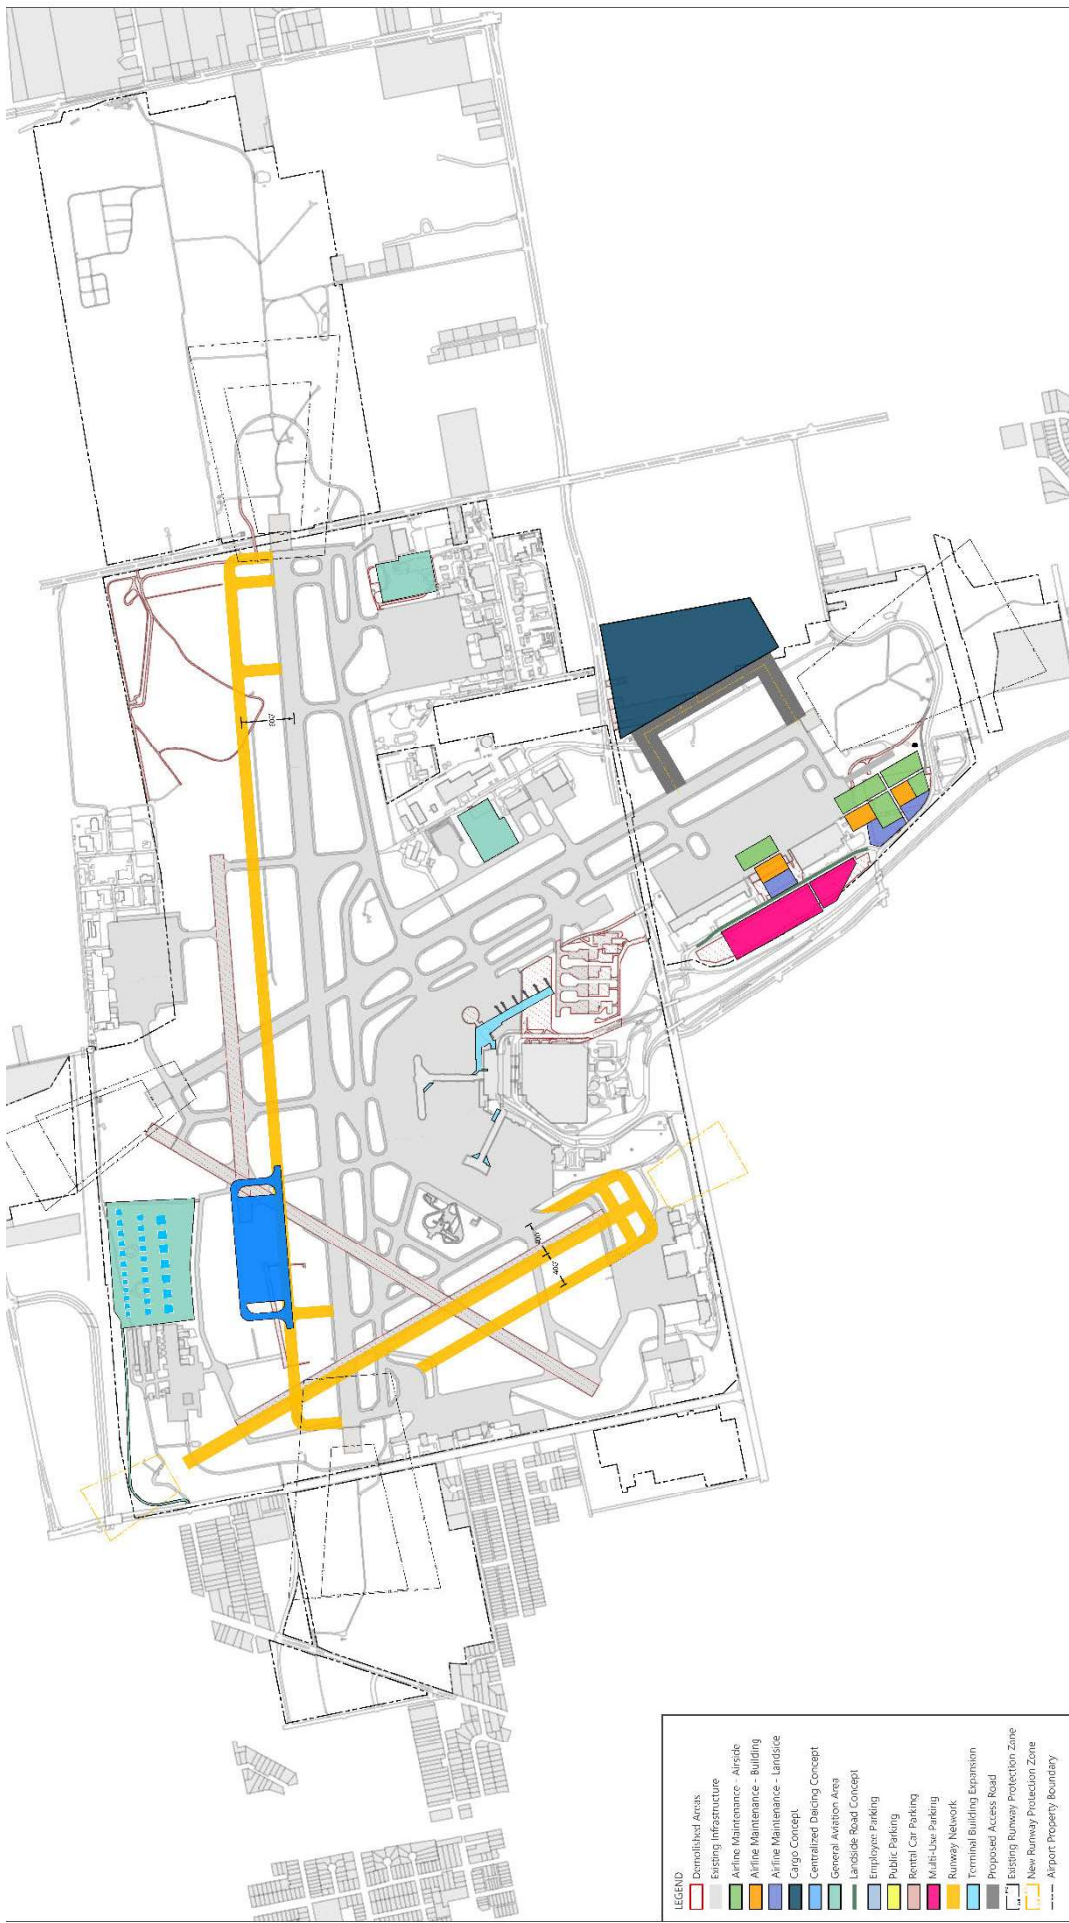 LEGEND
Demolished Areas
Existing Infrastructure
Airline Maintenance - Airside
Airline Maintenance - Building
Airline Maintenance - Landside
Cargo Concept
Centralized Deicing Concept
General Aviation Area
Landside Road Concept
Employee Parking
Public Parking
Rental Car Parking
Multi-Use Parking
Runway Network
Terminal Building Expansion
Proposed Access Road
Existing Runway Protection Zone
New Runway Protection Zone
Airport Property Boundary
400'
400'